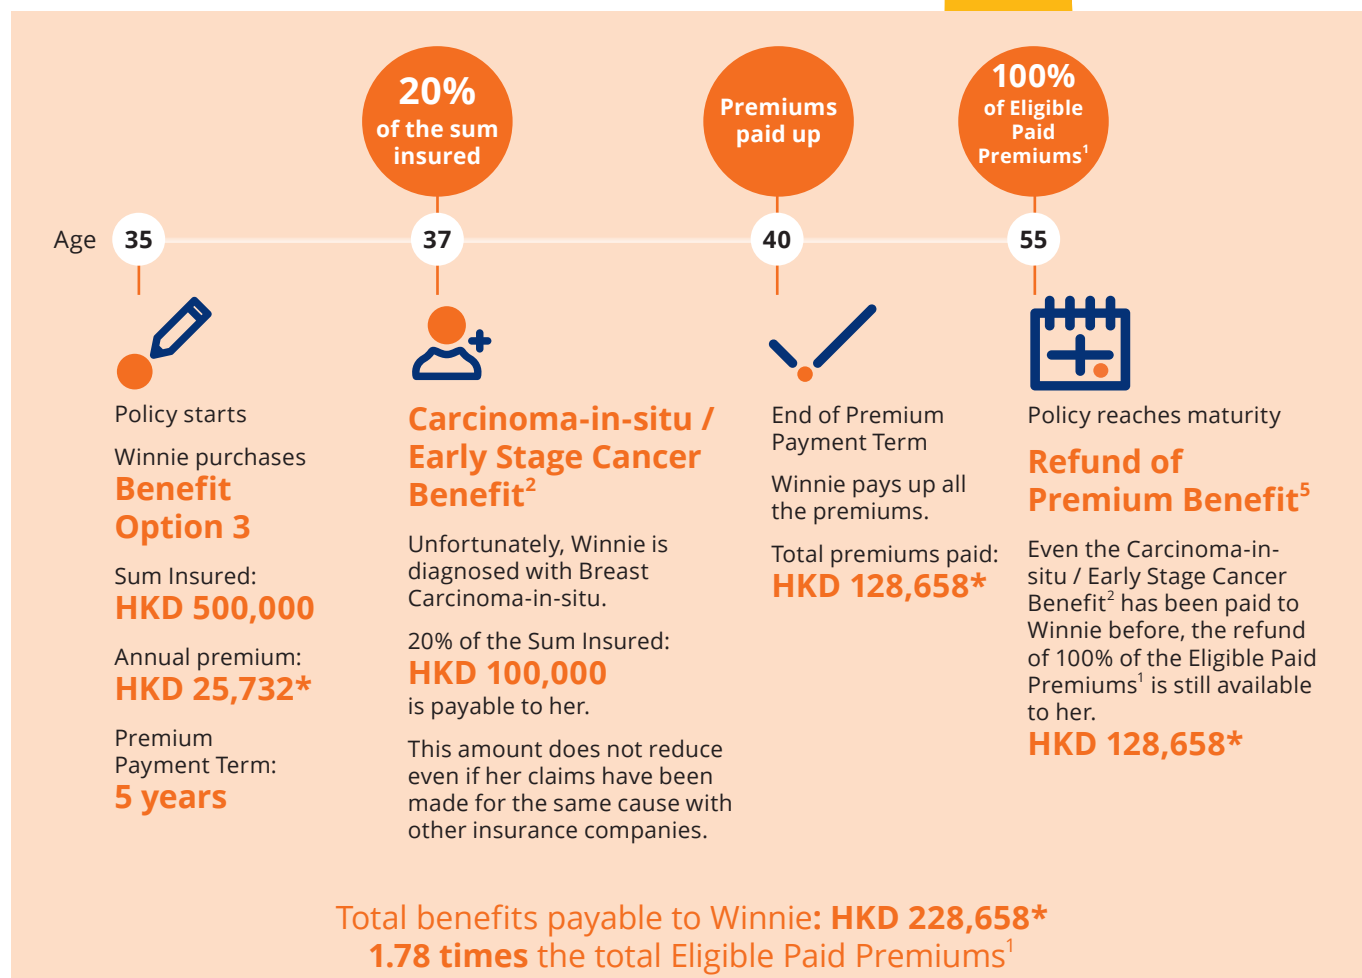 20%
of the sum
insured
Premiums
paid up
100%
of Eligible
Paid
Premiums¹
Age 35 37 40 55
Policy starts
Winnie purchases
Benefit
Option 3
Sum Insured:
HKD 500,000
Annual premium:
HKD 25,732*
Premium
Payment Term:
5 years
Carcinoma-in-situ /
Early Stage Cancer
Benefit²
Unfortunately, Winnie is
diagnosed with Breast
Carcinoma-in-situ.
20% of the Sum Insured:
HKD 100,000
is payable to her.
This amount does not reduce
even if her claims have been
made for the same cause with
other insurance companies.
End of Premium
Payment Term
Winnie pays up all
the premiums.
Total premiums paid:
HKD 128,658*
Policy reaches maturity
Refund of
Premium Benefit⁵
Even the Carcinoma-in-
situ / Early Stage Cancer
Benefit² has been paid to
Winnie before, the refund
of 100% of the Eligible Paid
Premiums¹ is still available
to her.
HKD 128,658*
Total benefits payable to Winnie: HKD 228,658*
1.78 times the total Eligible Paid Premiums¹